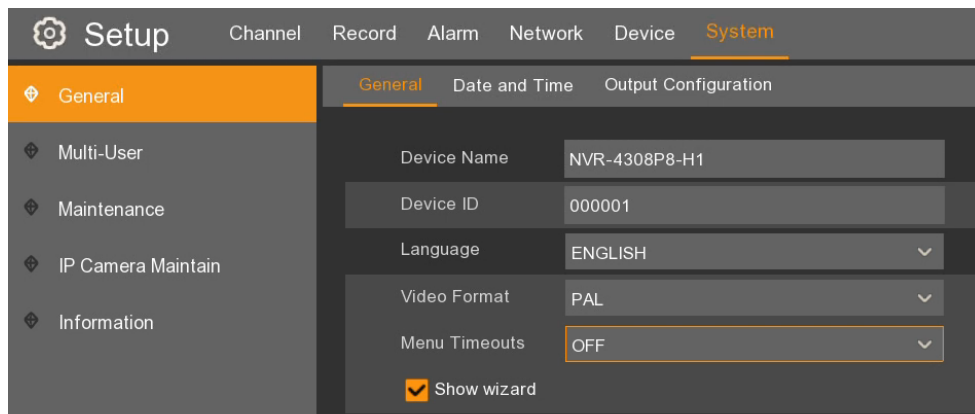 Setup Channel Record Alarm Network Device System
General General Date and Time Output Configuration
Multi-User Device Name NVR-4308P8-H1
Maintenance Device ID 000001
Language ENGLISH
IP Camera Maintain
Video Format PAL
Information
Menu Timeouts OFF
Show wizard